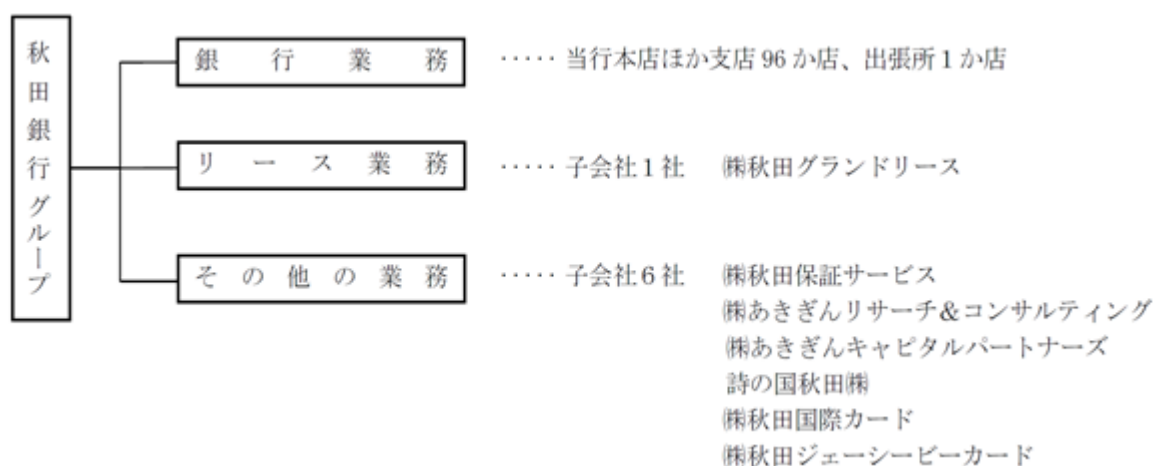 秋田銀行グループ
銀行業務 ····· 当行本店ほか支店 96 か店、出張所 1 か店
リース業務 ····· 子会社 1 社 ㈱秋田グランドリース
その他の業務 ····· 子会社 6 社 ㈱秋田保証サービス
㈱あきぎんリサーチ&コンサルティング
㈱あきぎんキャピタルパートナーズ
詩の国秋田㈱
㈱秋田国際カード
㈱秋田ジェーシービーカード